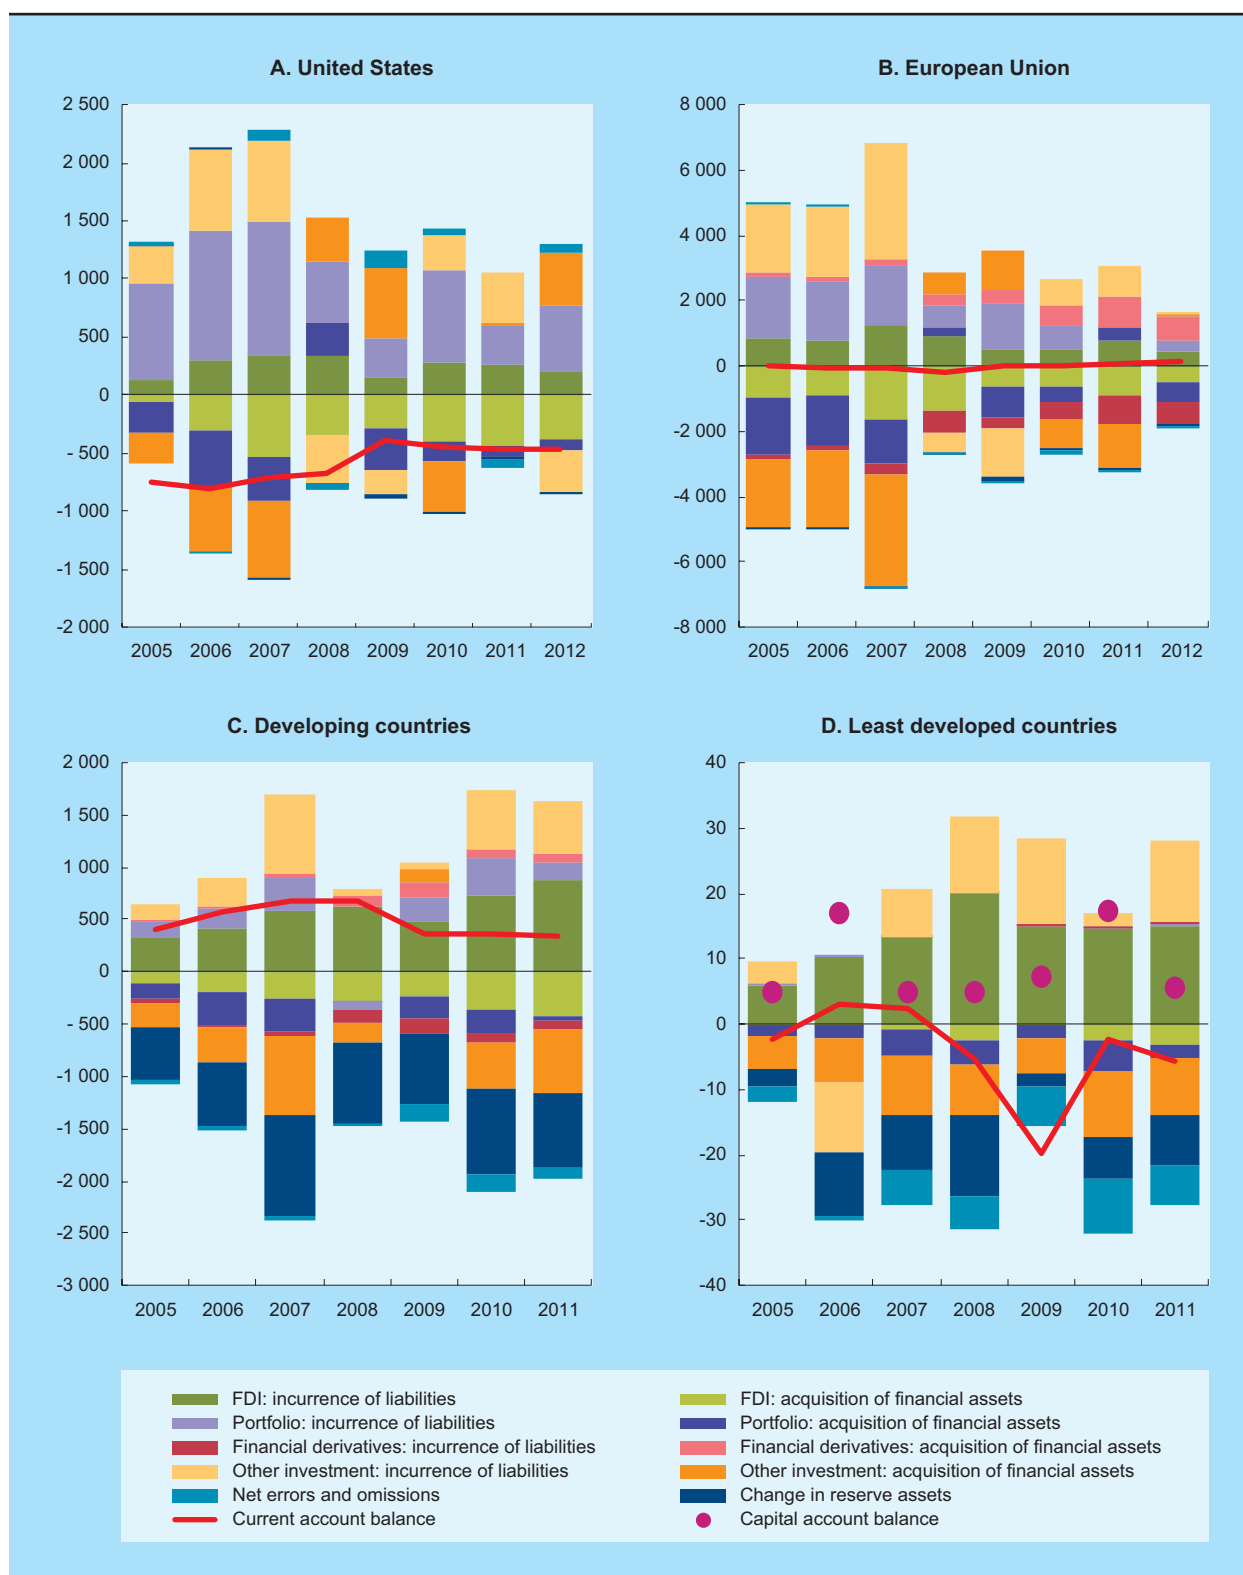 A. United States
2 500
2 000
1 500
1 000
500
0
-500
-1 000
-1 500
-2 000
2005 2006 2007 2008 2009 2010 2011 2012
B. European Union
8 000
6 000
4 000
2 000
0
-2 000
-4 000
-6 000
-8 000
2005 2006 2007 2008 2009 2010 2011 2012
C. Developing countries
2 000
1 500
1 000
500
0
- 500
-1 000
-1 500
-2 000
-2 500
-3 000
2005 2006 2007 2008 2009 2010 2011
D. Least developed countries
40
30
20
10
0
-10
-20
-30
-40
2005 2006 2007 2008 2009 2010 2011
FDI: incurrence of liabilities
Portfolio: incurrence of liabilities
Financial derivatives: incurrence of liabilities
Other investment: incurrence of liabilities
Net errors and omissions
Current account balance
FDI: acquisition of financial assets
Portfolio: acquisition of financial assets
Financial derivatives: acquisition of financial assets
Other investment: acquisition of financial assets
Change in reserve assets
Capital account balance